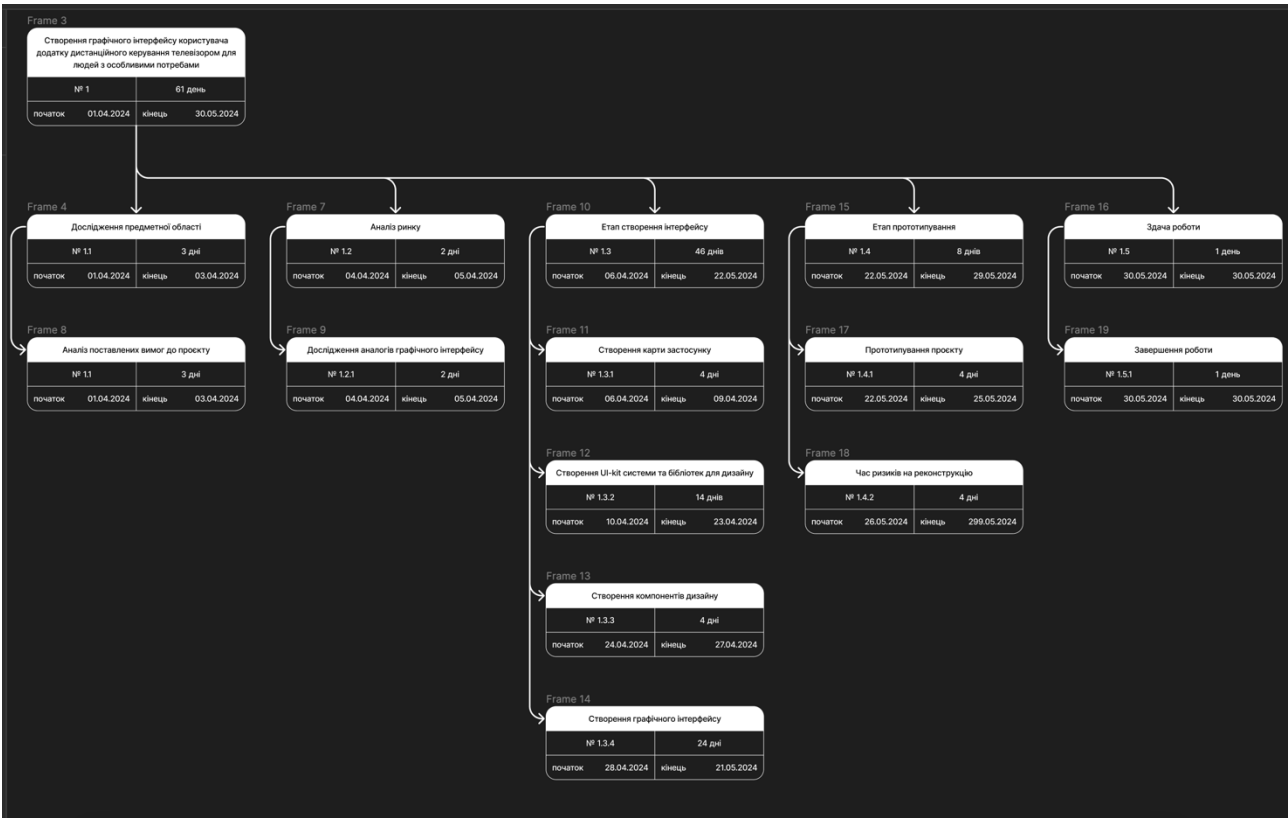 Frame 3
Створення графічного інтерфейсу користувача
додатку дистанційного керування телевізором для
людей з особливими потребами
№ 1 61 день
початок 01.04.2024 кінець 30.05.2024
Frame 4
Дослідження предметної області
№ 1.1 3 дні
початок 01.04.2024 кінець 03.04.2024
Frame 8
Аналіз поставлених вимог до проєкту
№ 1.1 3 дні
початок 01.04.2024 кінець 03.04.2024
Frame 7
Аналіз ринку
№ 1.2 2 дні
початок 04.04.2024 кінець 05.04.2024
Frame 9
Дослідження аналогів графічного інтерфейсу
№ 1.2.1 2 дні
початок 04.04.2024 кінець 05.04.2024
Frame 10
Етап створення інтерфейсу
№ 1.3 46 днів
початок 06.04.2024 кінець 22.05.2024
Frame 11
Створення карти застосунку
№ 1.3.1 4 дні
початок 06.04.2024 кінець 09.04.2024
Frame 12
Створення UI-kit системи та бібліотек для дизайну
№ 1.3.2 14 днів
початок 10.04.2024 кінець 23.04.2024
Frame 13
Створення компонентів дизайну
№ 1.3.3 4 дні
початок 24.04.2024 кінець 27.04.2024
Frame 14
Створення графічного інтерфейсу
№ 1.3.4 24 дні
початок 28.04.2024 кінець 21.05.2024
Frame 15
Етап прототипування
№ 1.4 8 днів
початок 22.05.2024 кінець 29.05.2024
Frame 17
Прототипування проєкту
№ 1.4.1 4 дні
початок 22.05.2024 кінець 25.05.2024
Frame 18
Час ризиків на реконструкцію
№ 1.4.2 4 дні
початок 26.05.2024 кінець 299.05.2024
Frame 16
Здача роботи
№ 1.5 1 день
початок 30.05.2024 кінець 30.05.2024
Frame 19
Завершення роботи
№ 1.5.1 1 день
початок 30.05.2024 кінець 30.05.2024